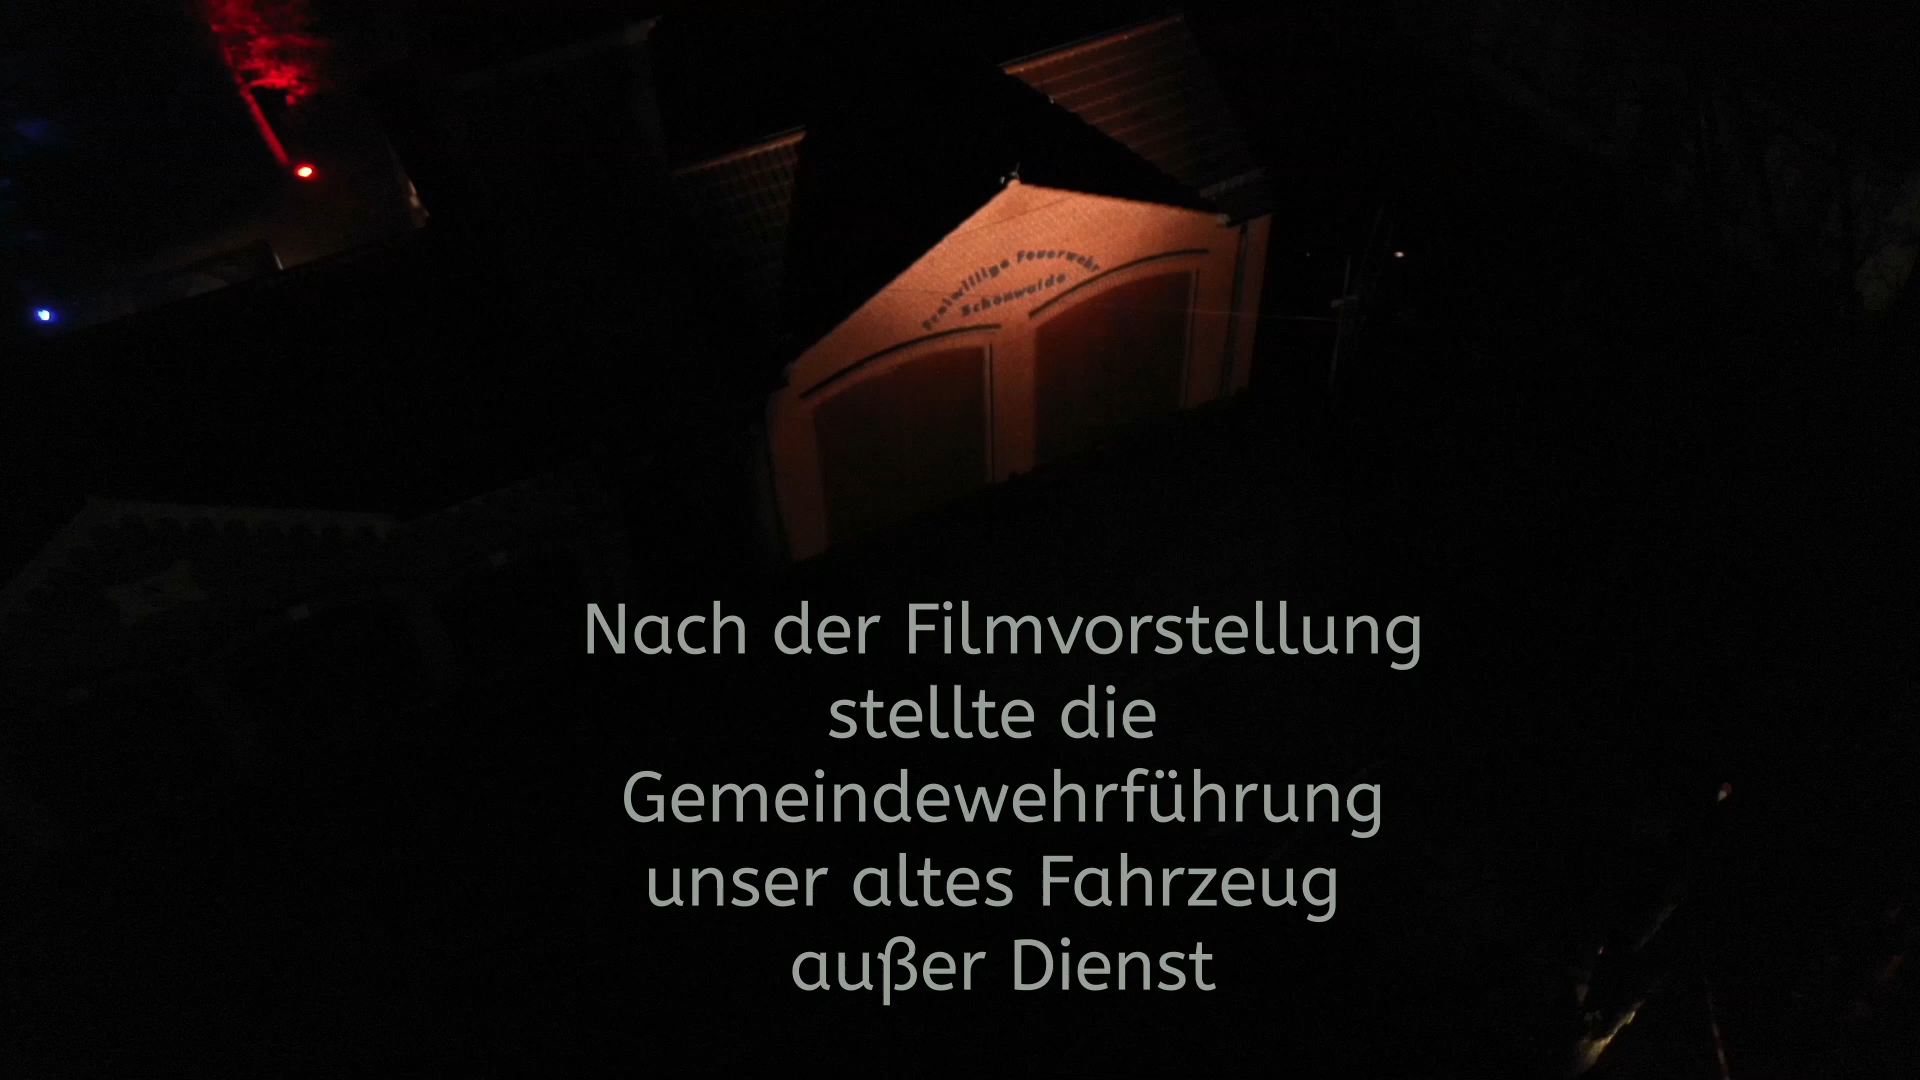 Freiwillige Feuerwehr
Schönwalde
Nach der Filmvorstellung
stellte die
Gemeindewehrführung
unser altes Fahrzeug
außer Dienst